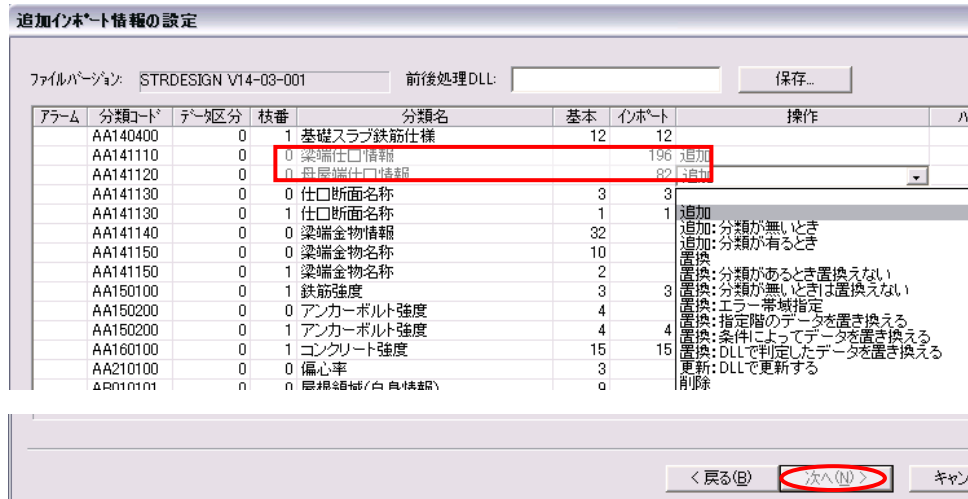 追加インポート情報の設定
ファイルバージョン: STRDESIGN V14-03-001 前後処理DLL: 保存...
アラーム 分類コード データ区分 枝番 分類名 基本 インポート 操作
AA140400 0 1 基礎スラブ鉄筋仕様 12 12
AA141110 0 0 梁端仕口情報 196 追加
AA141120 0 0 母屋端仕口情報 82 追加
AA141130 0 0 仕口断面名称 3 3
AA141130 0 1 仕口断面名称 1 1 追加
AA141140 0 0 梁端金物情報 32 追加:分類が無いとき
追加:分類が有るとき
AA141150 0 0 梁端金物名称 10 置換
AA141150 0 1 梁端金物名称 2 置換:分類があるとき置換えない
AA150100 0 1 鉄筋強度 3 3 置換:分類が無いときは置換えない
AA150200 0 0 アンカーボルト強度 4 置換:エラー帯域指定
置換:指定階のデータを置き換える
AA150200 0 1 アンカーボルト強度 4 4 置換:条件によってデータを置き換える
AA160100 0 1 コンクリート強度 15 15 置換:DLLで判定したデータを置き換える
AA210100 0 0 偏心率 3 更新:DLLで更新する
AB010101 0 0 屋根領域(自身情報) 9 削除
< 戻る(B) 次へ(N) > キャン